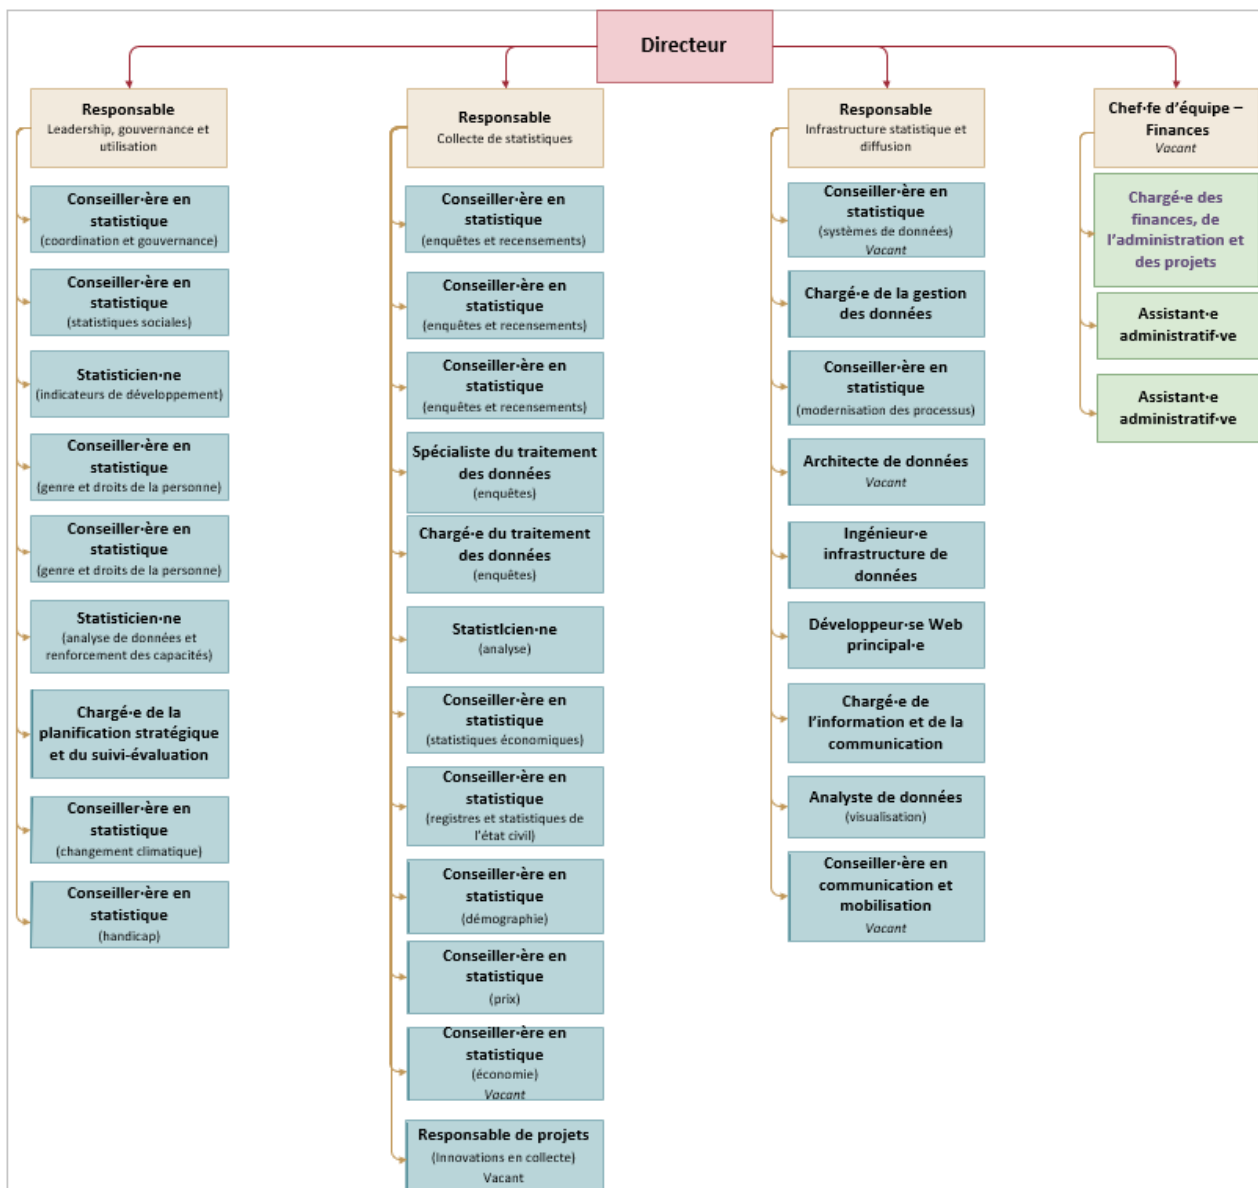 Directeur
Responsable
Leadership, gouvernance et
utilisation
Conseiller·ère en
statistique
(coordination et gouvernance)
Conseiller·ère en
statistique
(statistiques sociales)
Statisticien·ne
(indicateurs de développement)
Conseiller·ère en
statistique
(genre et droits de la personne)
Conseiller·ère en
statistique
(genre et droits de la personne)
Statisticien·ne
(analyse de données et
renforcement des capacités)
Chargé·e de la
planification stratégique
et du suivi-évaluation
Conseiller·ère en
statistique
(changement climatique)
Conseiller·ère en
statistique
(handicap)
Responsable
Collecte de statistiques
Conseiller·ère en
statistique
(enquêtes et recensements)
Conseiller·ère en
statistique
(enquêtes et recensements)
Conseiller·ère en
statistique
(enquêtes et recensements)
Spécialiste du traitement
des données
(enquêtes)
Chargé·e du traitement
des données
(enquêtes)
StatistIcien·ne
(analyse)
Conseiller·ère en
statistique
(statistiques économiques)
Conseiller·ère en
statistique
(registres et statistiques de
l'état civil)
Conseiller·ère en
statistique
(démographie)
Conseiller·ère en
statistique
(prix)
Conseiller·ère en
statistique
(économie)
Vacant
Responsable de projets
(Innovations en collecte)
Vacant
Responsable
Infrastructure statistique et
diffusion
Conseiller·ère en
statistique
(systèmes de données)
Vacant
Chargé·e de la gestion
des données
Conseiller·ère en
statistique
(modernisation des processus)
Architecte de données
Vacant
Ingénieur·e
infrastructure de
données
Développeur·se Web
principal·e
Chargé·e de
l'information et de la
communication
Analyste de données
(visualisation)
Conseiller·ère en
communication et
mobilisation
Vacant
Chef·fe d'équipe –
Finances
Vacant
Chargé·e des
finances, de
l'administration et
des projets
Assistant·e
administratif·ve
Assistant·e
administratif·ve